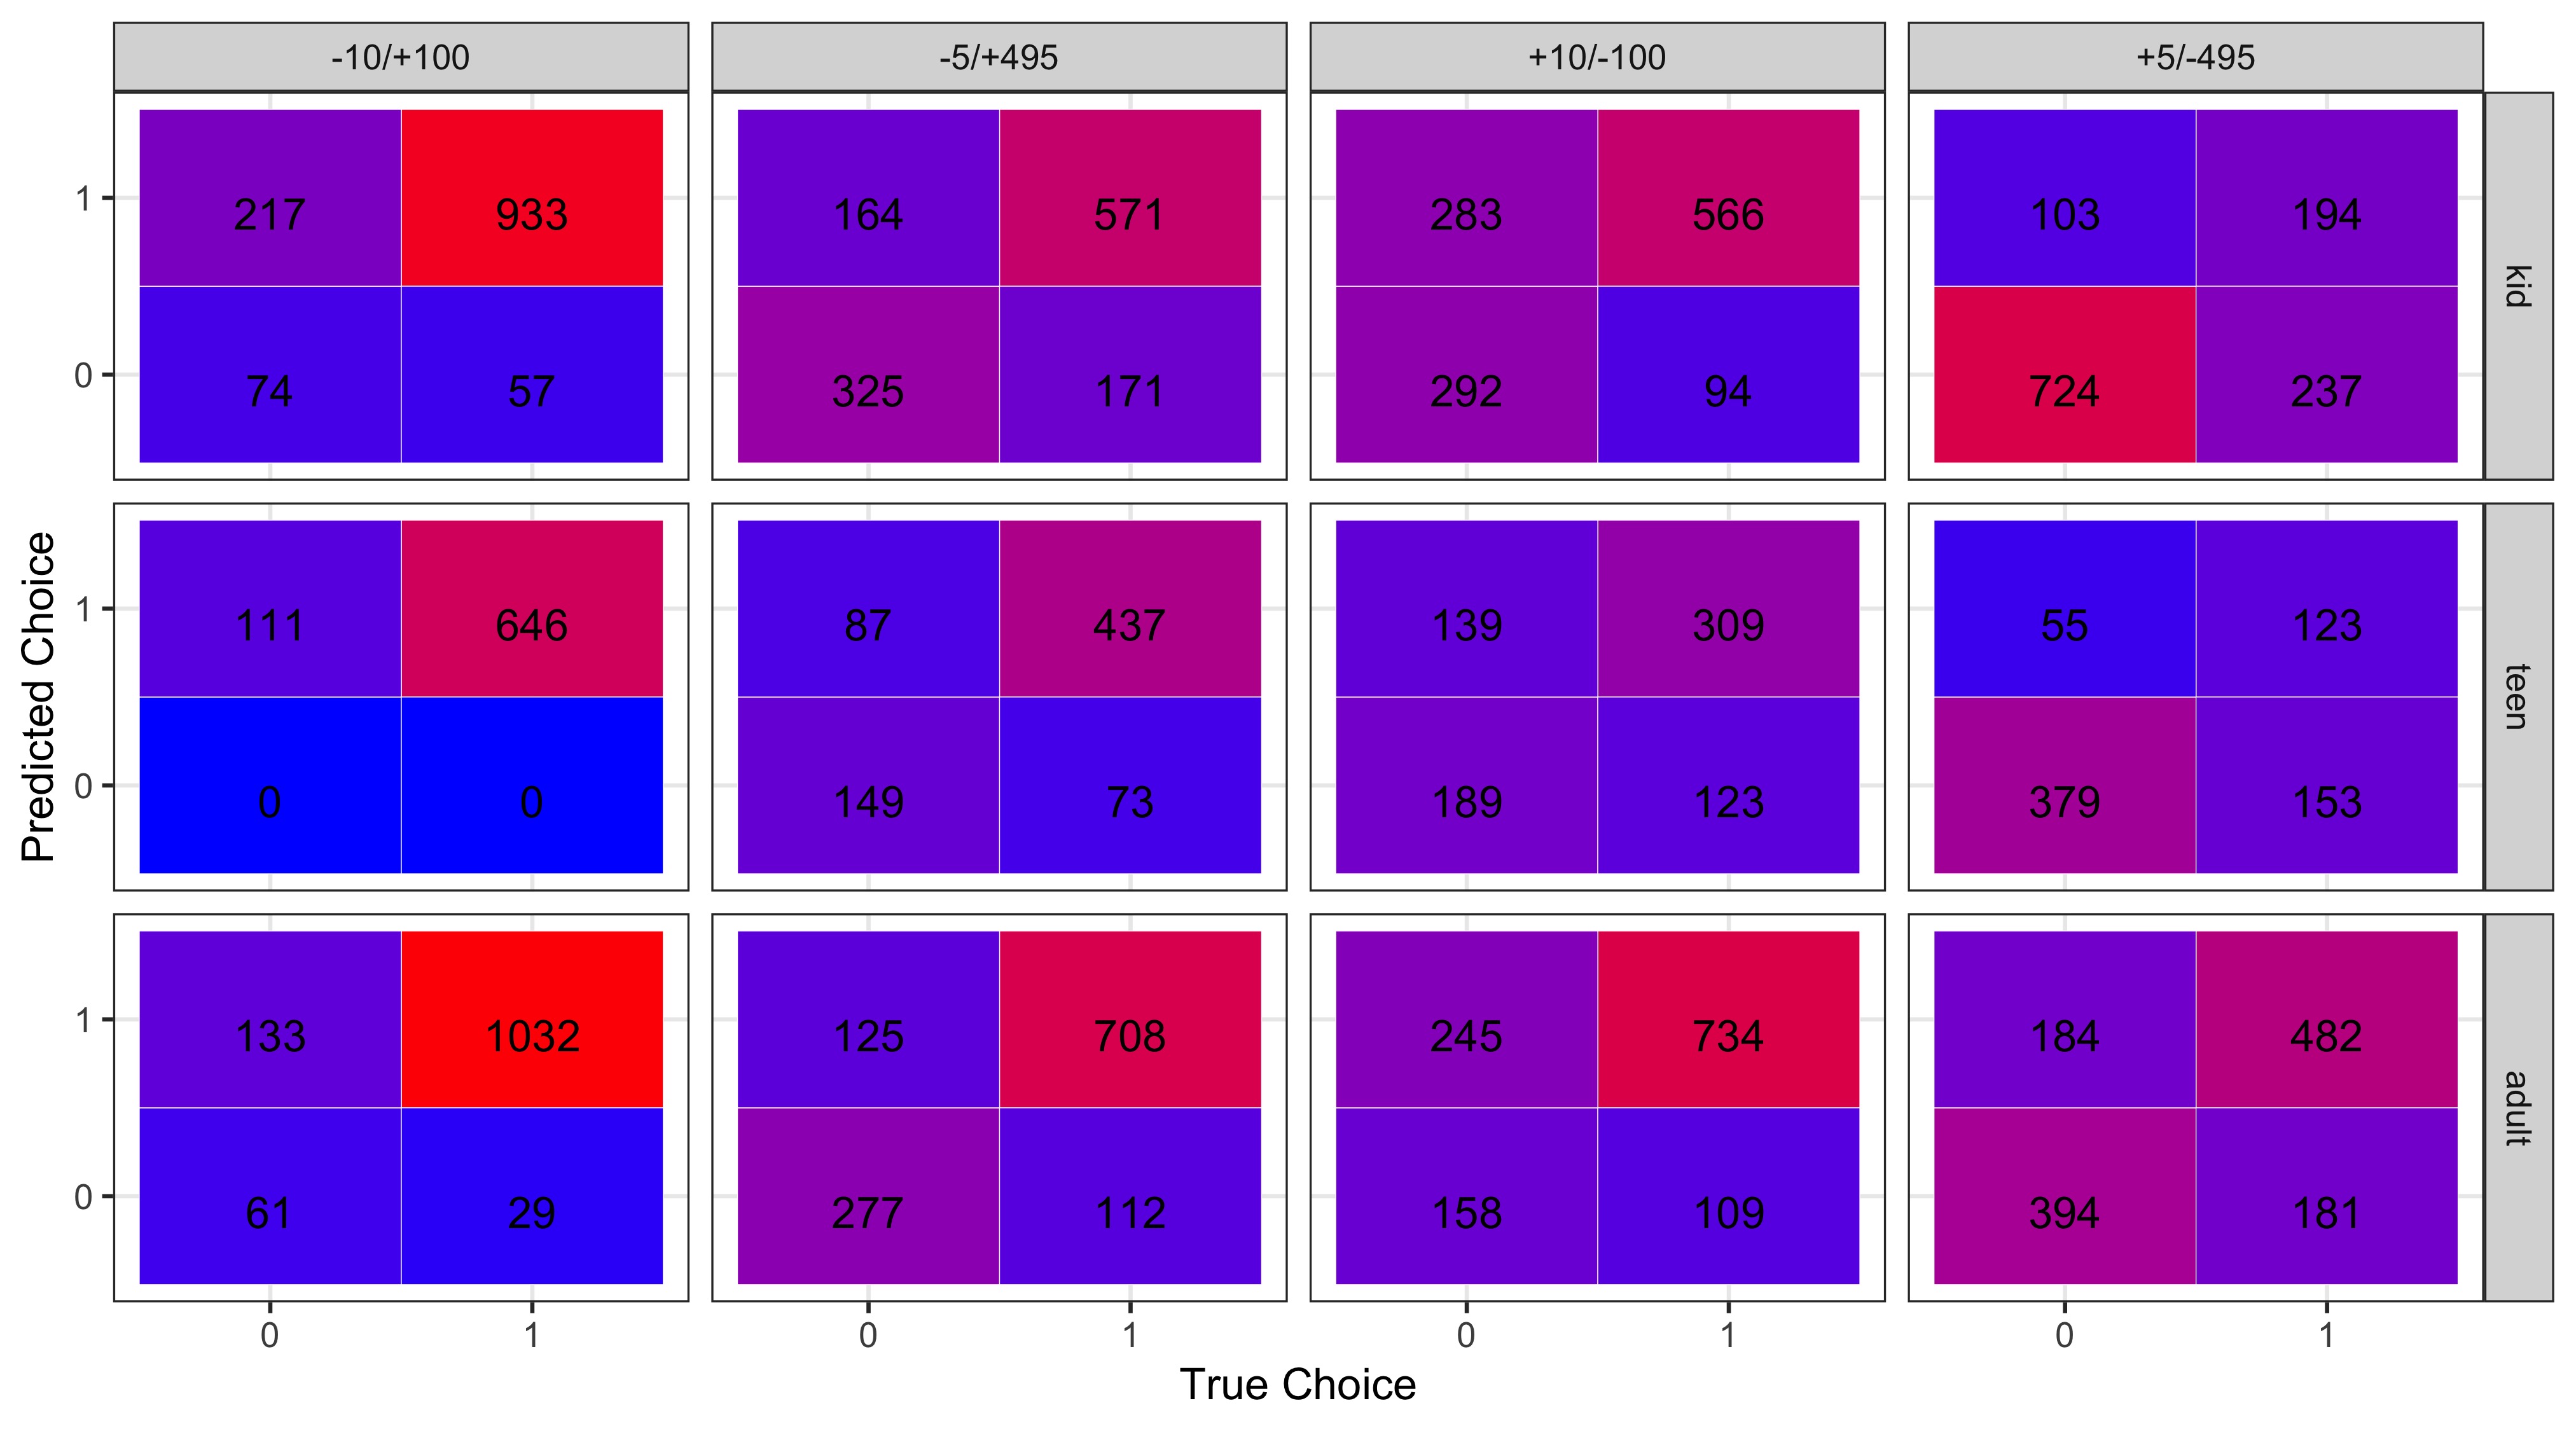 -10/+100 -5/+495 +10/-100 +5/-495
1 217 933 164 571 283 566 103 194
kid
0 74 57 325 171 292 94 724 237
1 111 646 87 437 139 309 55 123
Predicted Choice
teen
0 0 0 149 73 189 123 379 153
1 133 1032 125 708 245 734 184 482
adult
0 61 29 277 112 158 109 394 181
0 1 0 1 0 1 0 1
True Choice